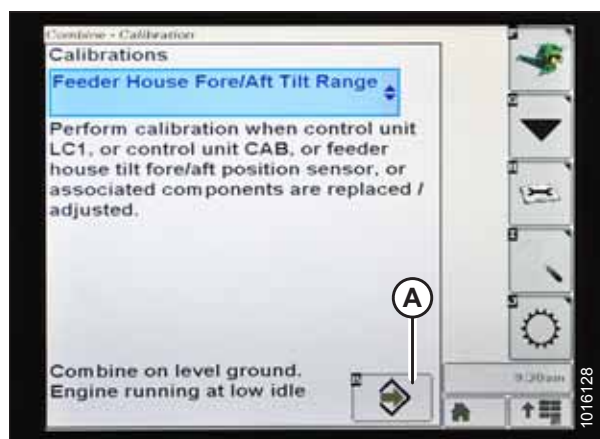 Combine - Calibration
Calibrations
Feeder House Fore/Aft Tilt Range
Perform calibration when control unit
LC1, or control unit CAB, or feeder
house tilt fore/aft position sensor, or
associated components are replaced /
adjusted.
A
Combine on level ground.
Engine running at low idle
9:20am
1016128